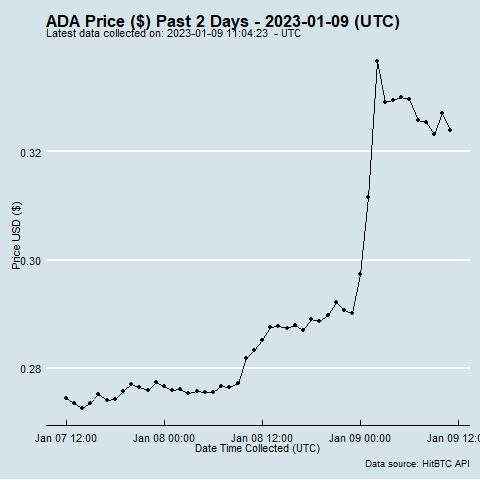 ADA Price ($) Past 2 Days - 2023-01-09 (UTC)
Latest data collected on: 2023-01-09 11:04:23  - UTC
0.32
0.30
0.28
Price USD ($)
Jan 07 12:00 Jan 08 00:00 Jan 08 12:00 Jan 09 00:00 Jan 09 12:
Date Time Collected (UTC)
Data source: HitBTC API